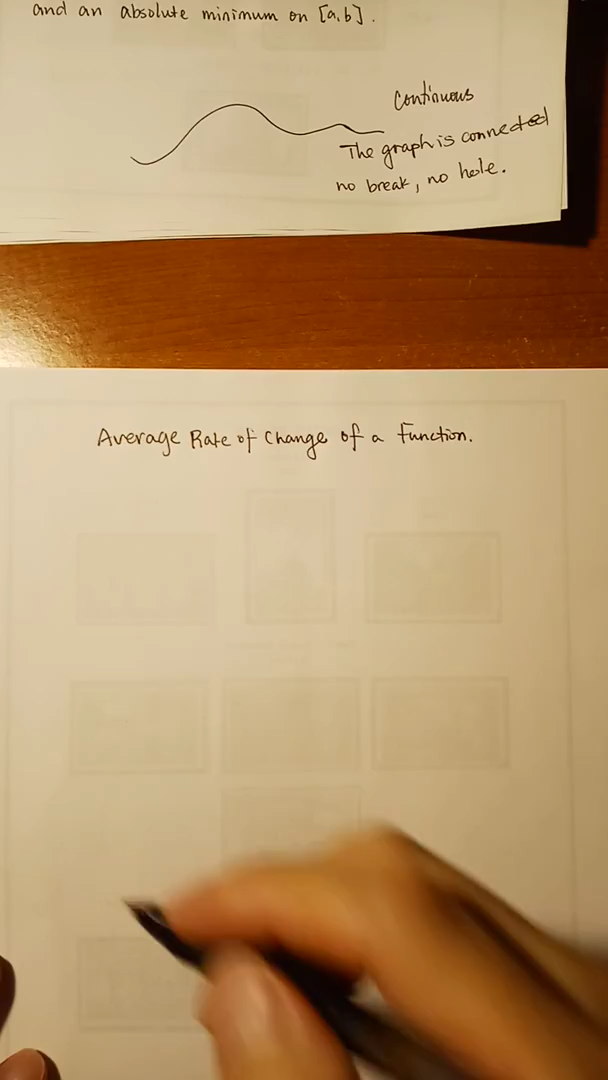 and an absolute minimum on [a,b].
Continuous
The graph is connected
no break, no hole.
Average Rate of Change of a Function.